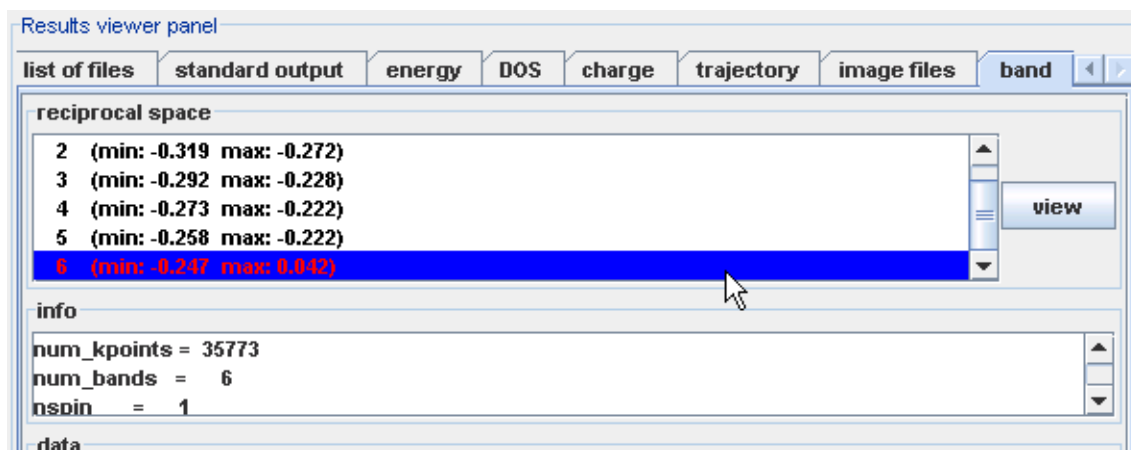 Results viewer panel
list of files standard output energy DOS charge trajectory image files band
reciprocal space
2 (min: -0.319 max: -0.272)
3 (min: -0.292 max: -0.228)
4 (min: -0.273 max: -0.222)
5 (min: -0.258 max: -0.222)
6 (min: -0.247 max: 0.042)
view
info
num_kpoints = 35773
num_bands = 6
nspin = 1
data